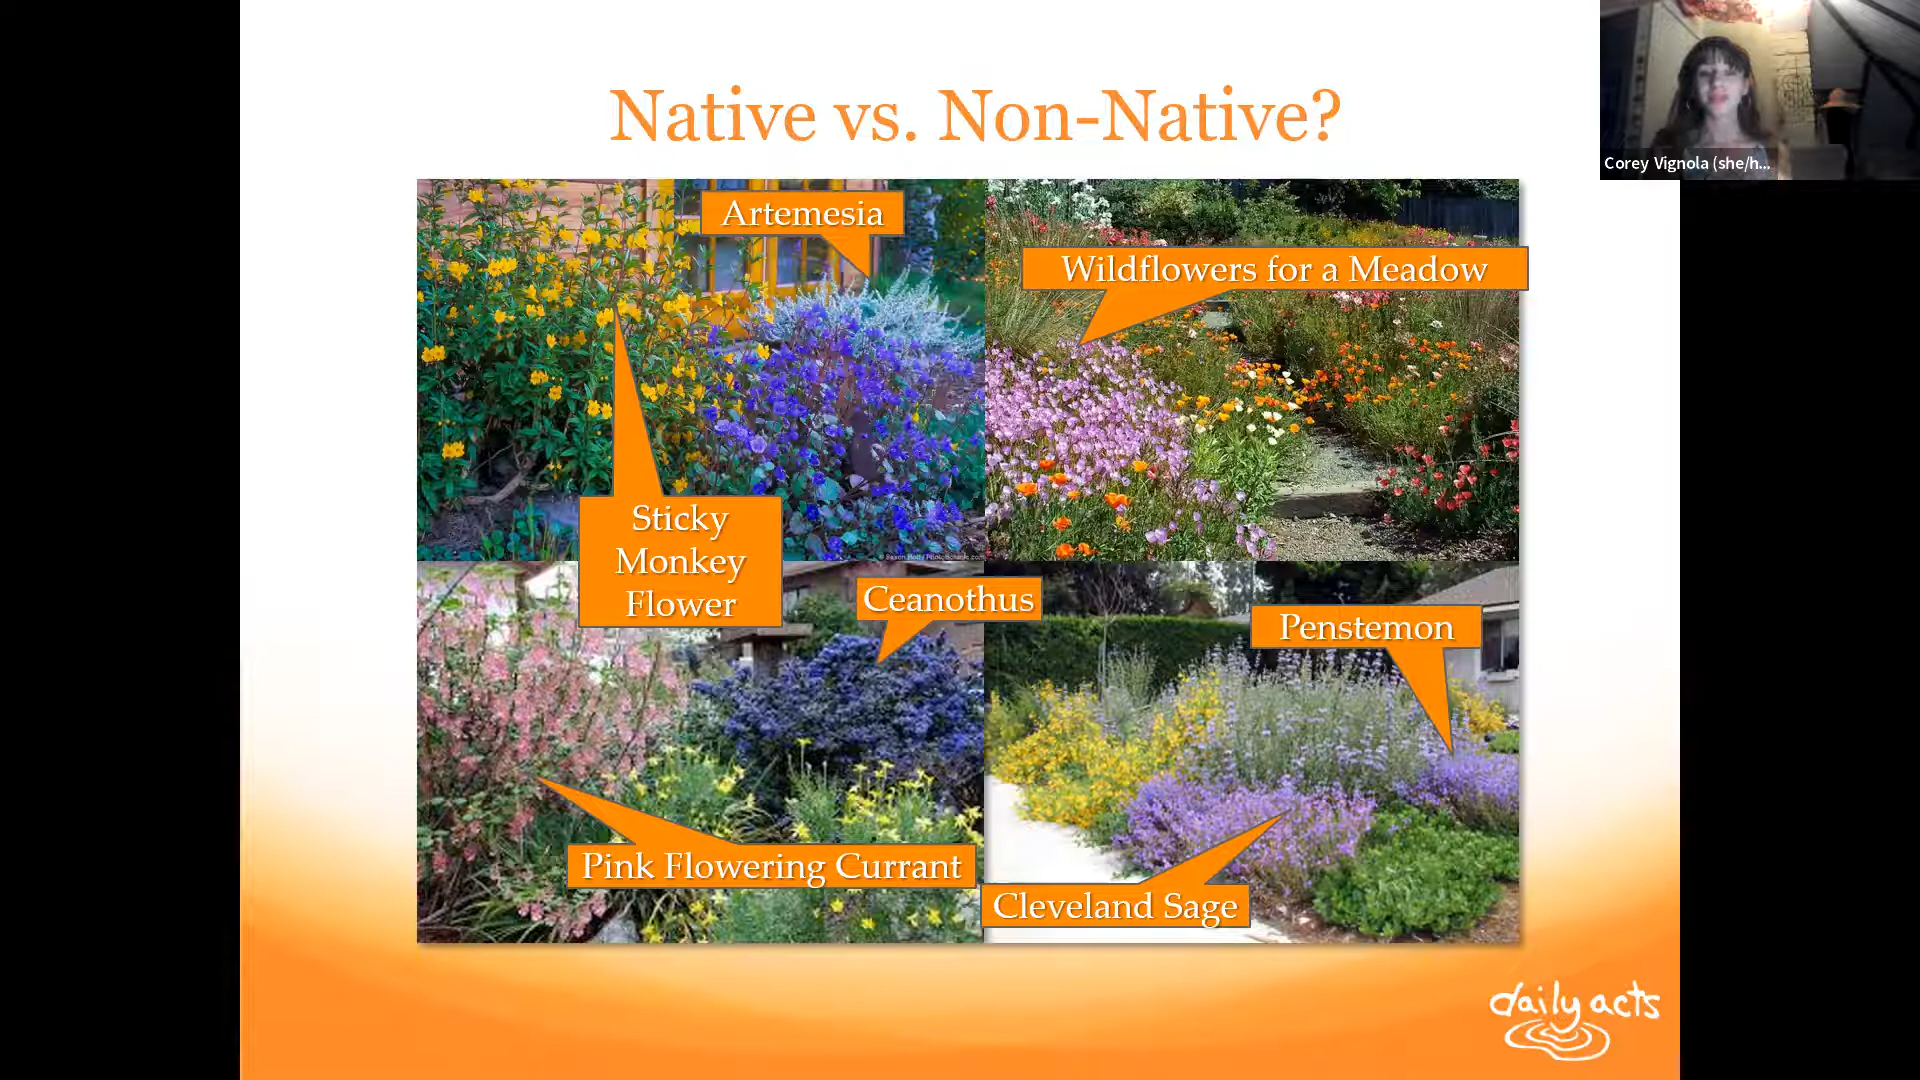 Native vs. Non-Native?
Corey Vignola (she/h...
Artemesia
Wildflowers for a Meadow
Sticky
Monkey
Flower
Ceanothus
Penstemon
Pink Flowering Currant
Cleveland Sage
daily acts